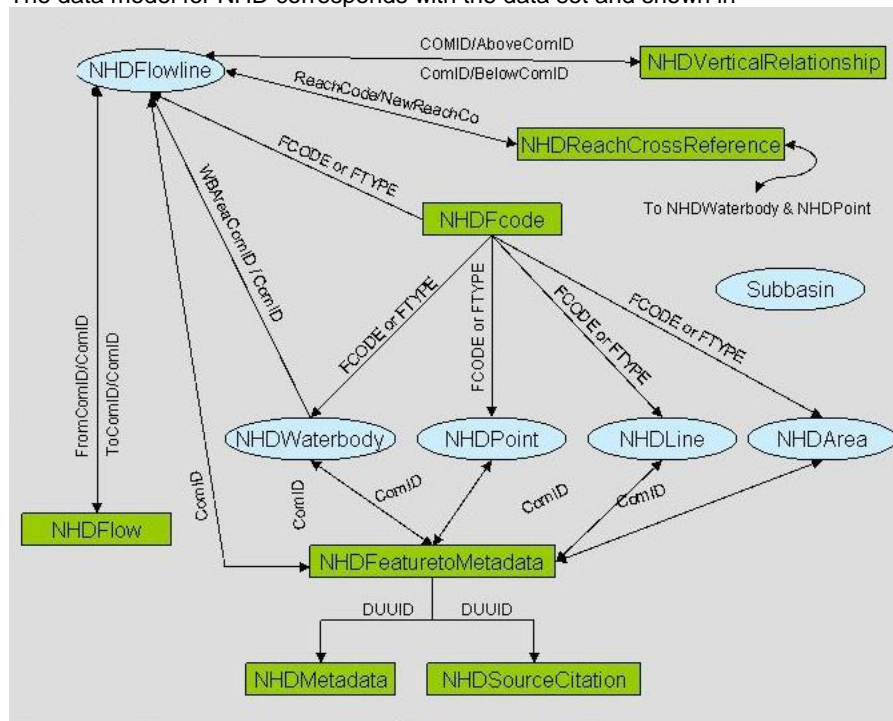 The data model for NHD corresponds with the data set and shown in
COMID/AboveComID
NHDFlowline
ComID/BelowComID
NHDVerticalRelationship
ReachCode/NewReachCo
NHDReachCrossReference
FCODE or FTYPE
To NHDWaterbody & NHDPoint
NHDFcode
WBAreaComID / ComID
Subbasin
FCODE or FTYPE
FCODE or FTYPE
FCODE or FTYPE
FCODE or FTYPE
FromComID/ComID
ToComID/ComID
NHDWaterbody
NHDPoint
NHDLine
NHDArea
ComID
ComID
ComID
ComID
ComID
NHDFlow
NHDFeaturetoMetadata
DUUID
DUUID
NHDMetadata
NHDSourceCitation